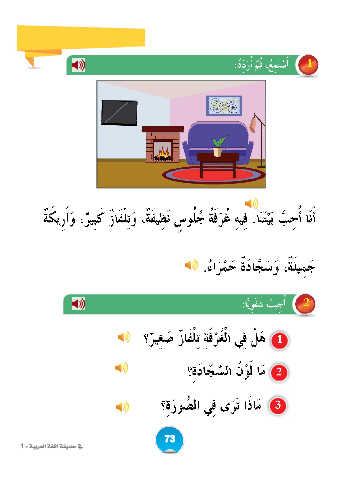 1 أَسْمَعُ، ثُمَّ أُرَدِّدُ:
أَنَا أُحِبُّ بَيْتَنَا. فِيهِ غُرْفَةُ جُلُوسٍ نَظِيفَةٌ، وَتِلْفَازٌ كَبِيرٌ، وَأَرِيكَةٌ
جَمِيلَةٌ، وَسَجَّادَةٌ حَمْرَاءُ.
2 أُجِيبُ شَفَوِيًّا:
1 هَلْ فِي الْغُرْفَةِ تِلْفَازٌ صَغِيرٌ؟
2 مَا لَوْنُ السَّجَّادَةِ؟
3 مَاذَا تَرَى فِي الصُّورَةِ؟
73
في حديقة اللغة العربية - 1